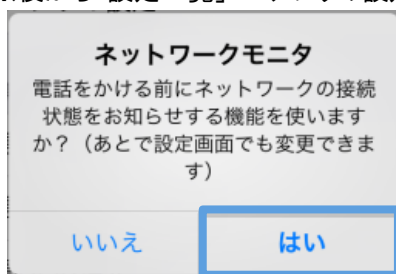 ネットワークモニタ
電話をかける前にネットワークの接続
状態をお知らせする機能を使います
か？（あとで設定画面でも変更できま
す）
いいえ
はい